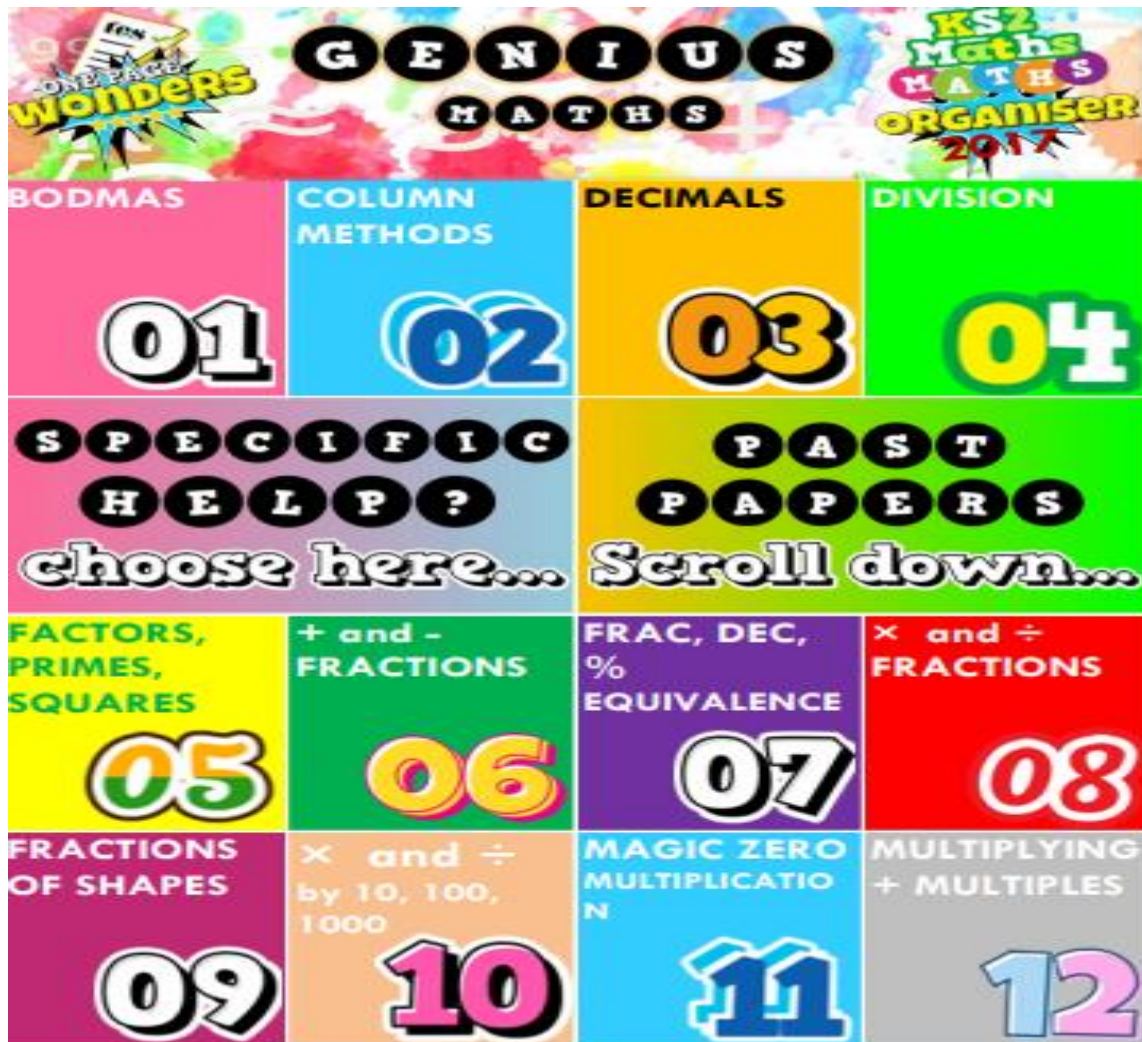 tes
ONE PAGE
WONDERS
GENIUS
MATHS
KS2
Maths
MATHS
ORGANISER
2017
BODMAS
01
COLUMN
METHODS
02
DECIMALS
03
DIVISION
04
SPECIFIC
HELP?
choose here...
PAST
PAPERS
Scroll down...
FACTORS,
PRIMES,
SQUARES
05
+ and -
FRACTIONS
06
FRAC, DEC,
%
EQUIVALENCE
07
× and ÷
FRACTIONS
08
FRACTIONS
OF SHAPES
09
× and ÷
by 10, 100,
1000
10
MAGIC ZERO
MULTIPLICATIO
N
11
MULTIPLYING
+ MULTIPLES
12